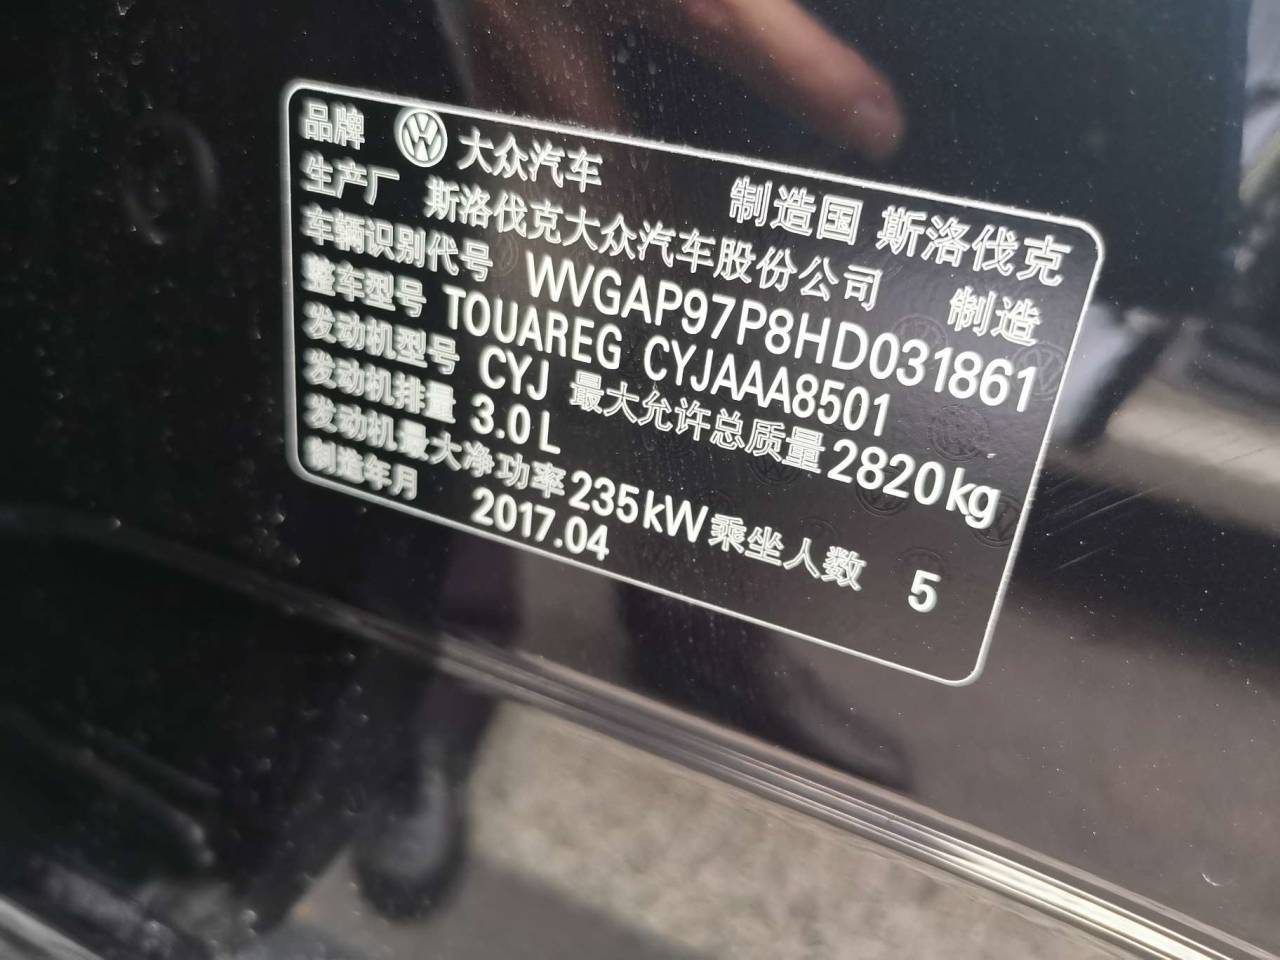 品牌 大众汽车 制造国 斯洛伐克
生产厂 斯洛伐克大众汽车股份公司 制造
车辆识别代号 WVGAP97P8HD031861
整车型号 TOUAREG CYJAAA8501
发动机型号 CYJ 最大允许总质量 2820kg
发动机排量 3.0L
发动机最大净功率 235kW 乘坐人数 5
制造年月 2017.04